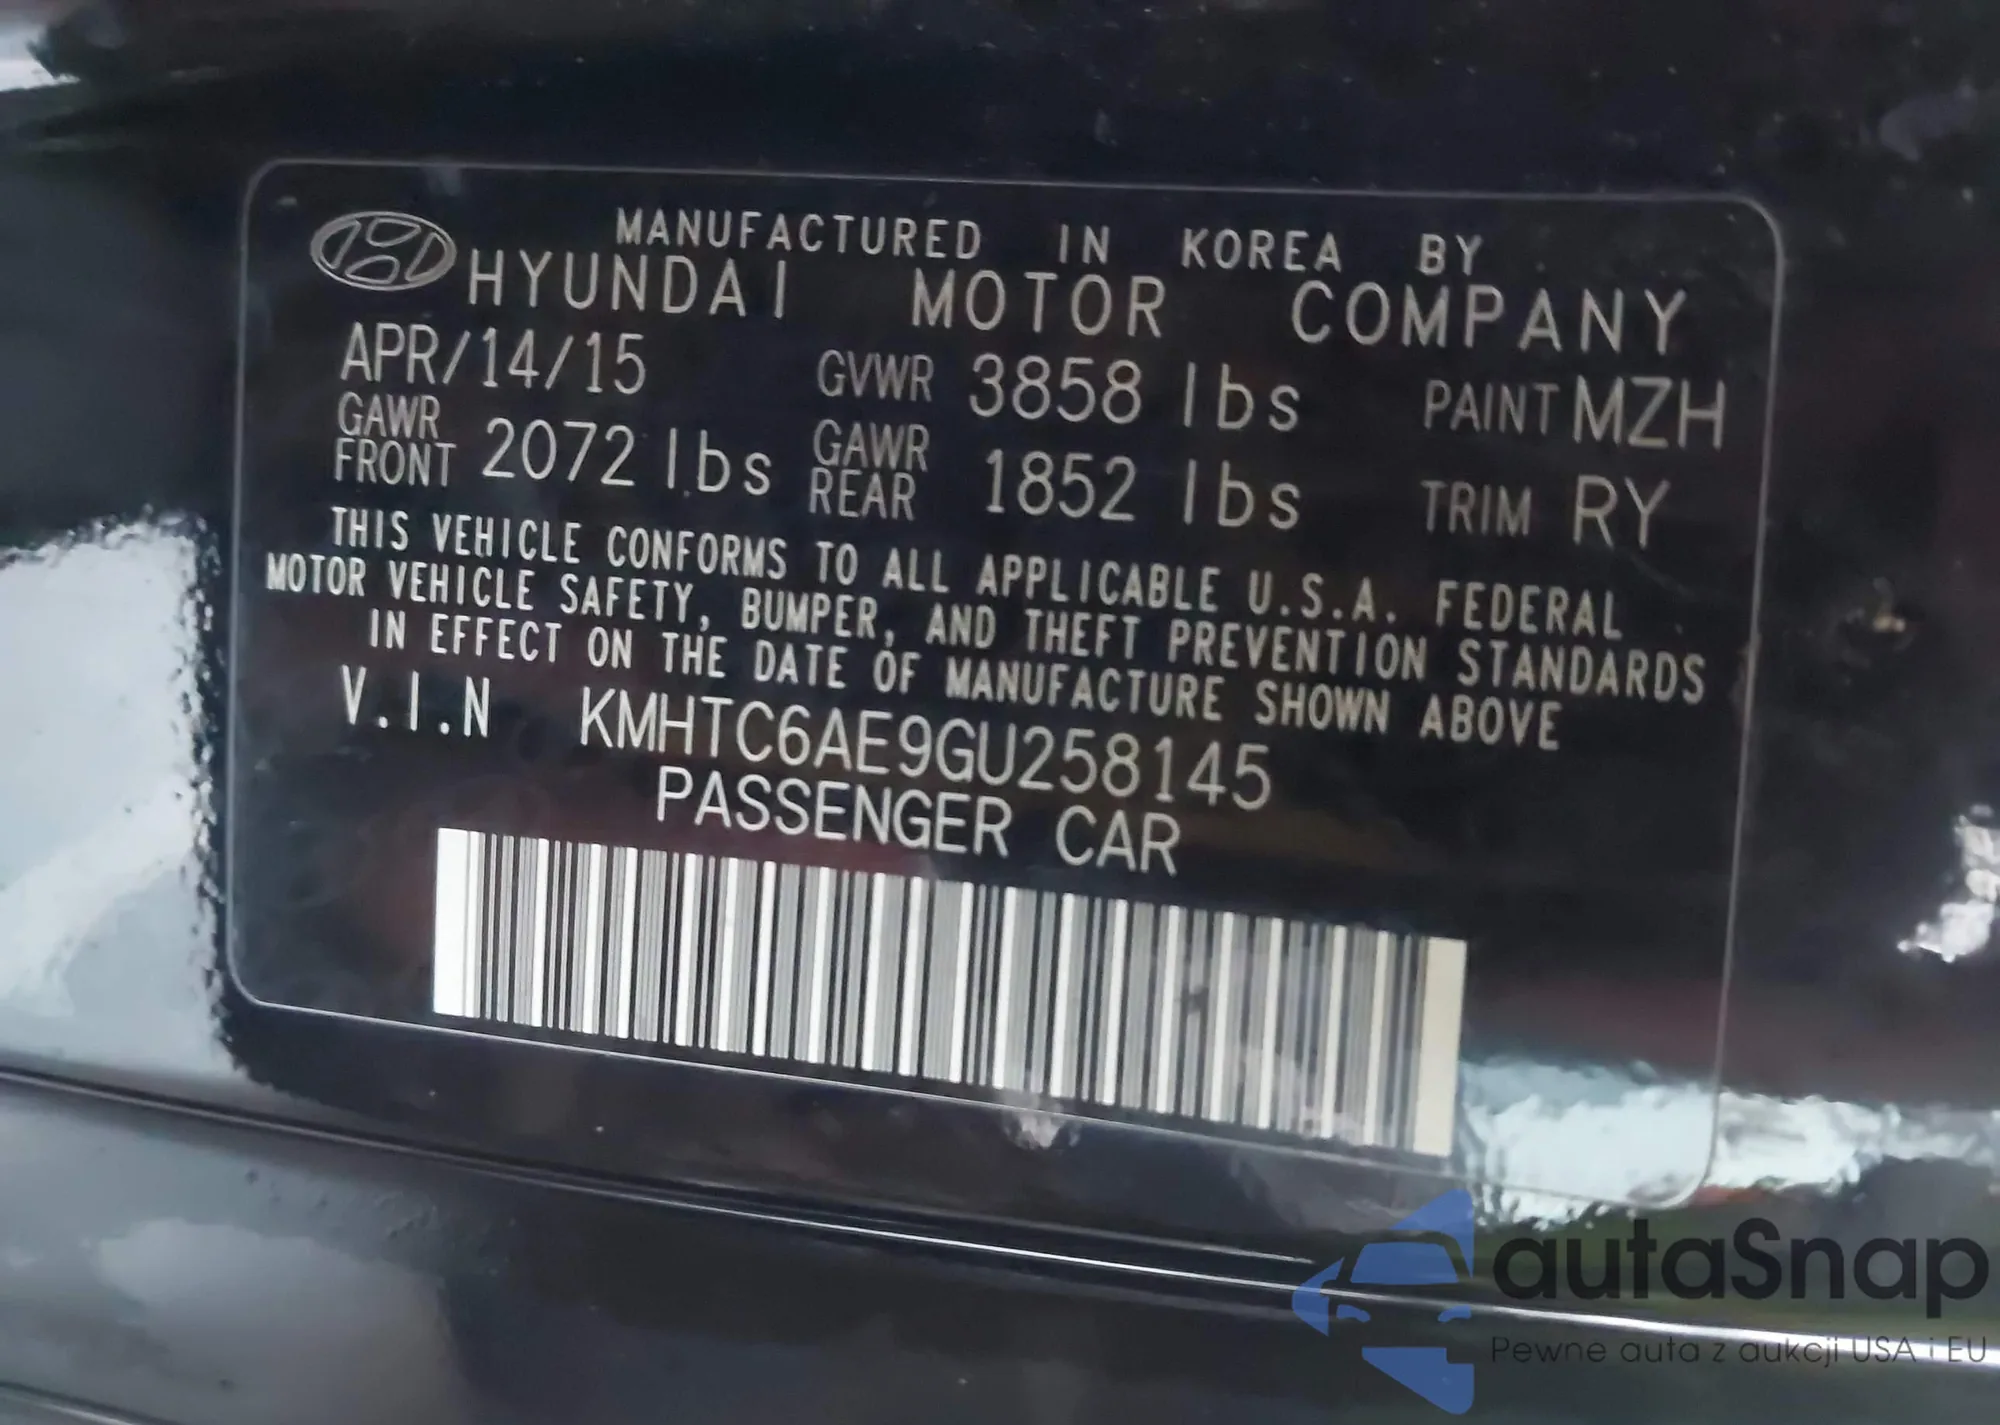 MANUFACTURED IN KOREA BY
HYUNDAI MOTOR COMPANY
APR/14/15 GVWR 3858 lbs PAINT MZH
GAWR FRONT 2072 lbs GAWR REAR 1852 lbs TRIM RY
THIS VEHICLE CONFORMS TO ALL APPLICABLE U.S.A. FEDERAL
MOTOR VEHICLE SAFETY, BUMPER, AND THEFT PREVENTION STANDARDS
IN EFFECT ON THE DATE OF MANUFACTURE SHOWN ABOVE
V.I.N KMHTC6AE9GU258145
PASSENGER CAR
autaSnap
Pewne auta z aukcji USA i EU